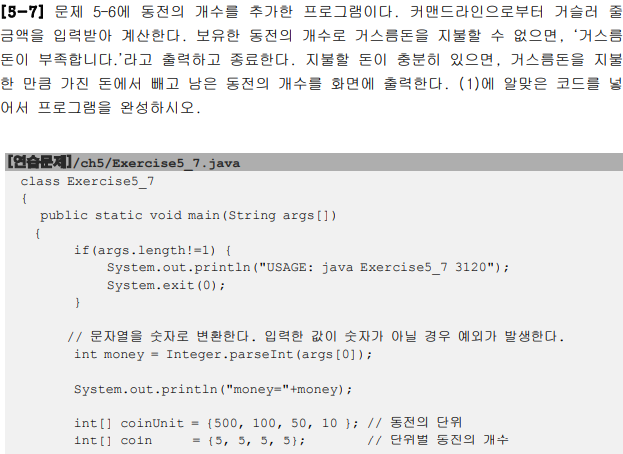 [5-7] 문제 5-6에 동전의 개수를 추가한 프로그램이다. 커맨드라인으로부터 거슬러 줄
금액을 입력받아 계산한다. 보유한 동전의 개수로 거스름돈을 지불할 수 없으면, ‘거스름
돈이 부족합니다.’라고 출력하고 종료한다. 지불할 돈이 충분히 있으면, 거스름돈을 지불
한 만큼 가진 돈에서 빼고 남은 동전의 개수를 화면에 출력한다. (1)에 알맞은 코드를 넣
어서 프로그램을 완성하시오.
[연습문제]/ch5/Exercise5_7.java
class Exercise5_7
{
public static void main(String args[])
{
if(args.length!=1) {
System.out.println("USAGE: java Exercise5_7 3120");
System.exit(0);
}
// 문자열을 숫자로 변환한다. 입력한 값이 숫자가 아닐 경우 예외가 발생한다.
int money = Integer.parseInt(args[0]);
System.out.println("money="+money);
int[] coinUnit = {500, 100, 50, 10 }; // 동전의 단위
int[] coin = {5, 5, 5, 5}; // 단위별 동전의 개수